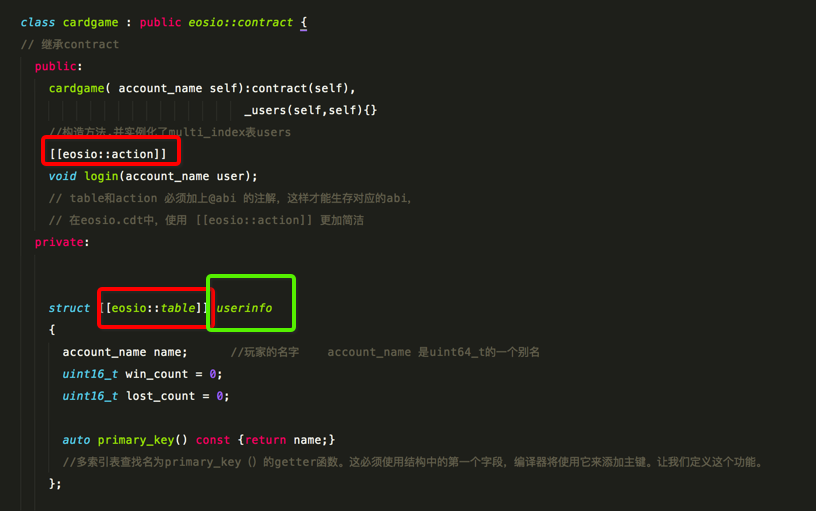 class cardgame : public eosio::contract {
// 继承contract
public:
cardgame( account_name self):contract(self),
_users(self,self){}
//构造方法,并实例化了multi_index表users
[[eosio::action]]
void login(account_name user);
// table和action 必须加上@abi 的注解，这样才能生存对应的abi,
// 在eosio.cdt中，使用 [[eosio::action]] 更加简洁
private:
struct [[eosio::table]] userinfo
{
account_name name; //玩家的名字 account_name 是uint64_t的一个别名
uint16_t win_count = 0;
uint16_t lost_count = 0;
auto primary_key() const {return name;}
//多索引表查找名为primary_key（）的getter函数。这必须使用结构中的第一个字段，编译器将使用它来添加主键。让我们定义这个功能。
};